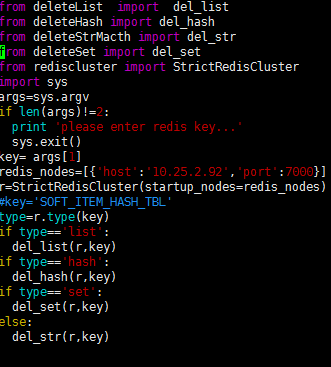 from deleteList  import  del_list
from deleteHash import del_hash
from deleteStrMacth import del_str
from deleteSet import del_set
from rediscluster import StrictRedisCluster
import sys
args=sys.argv
if len(args)!=2:
  print 'please enter redis key...'
  sys.exit()
key= args[1]
redis_nodes=[{'host':'10.25.2.92','port':7000}]
r=StrictRedisCluster(startup_nodes=redis_nodes)
#key='SOFT_ITEM_HASH_TBL'
type=r.type(key)
if type=='list':
  del_list(r,key)
if type=='hash':
  del_hash(r,key)
if type=='set':
  del_set(r,key)
else:
  del_str(r,key)